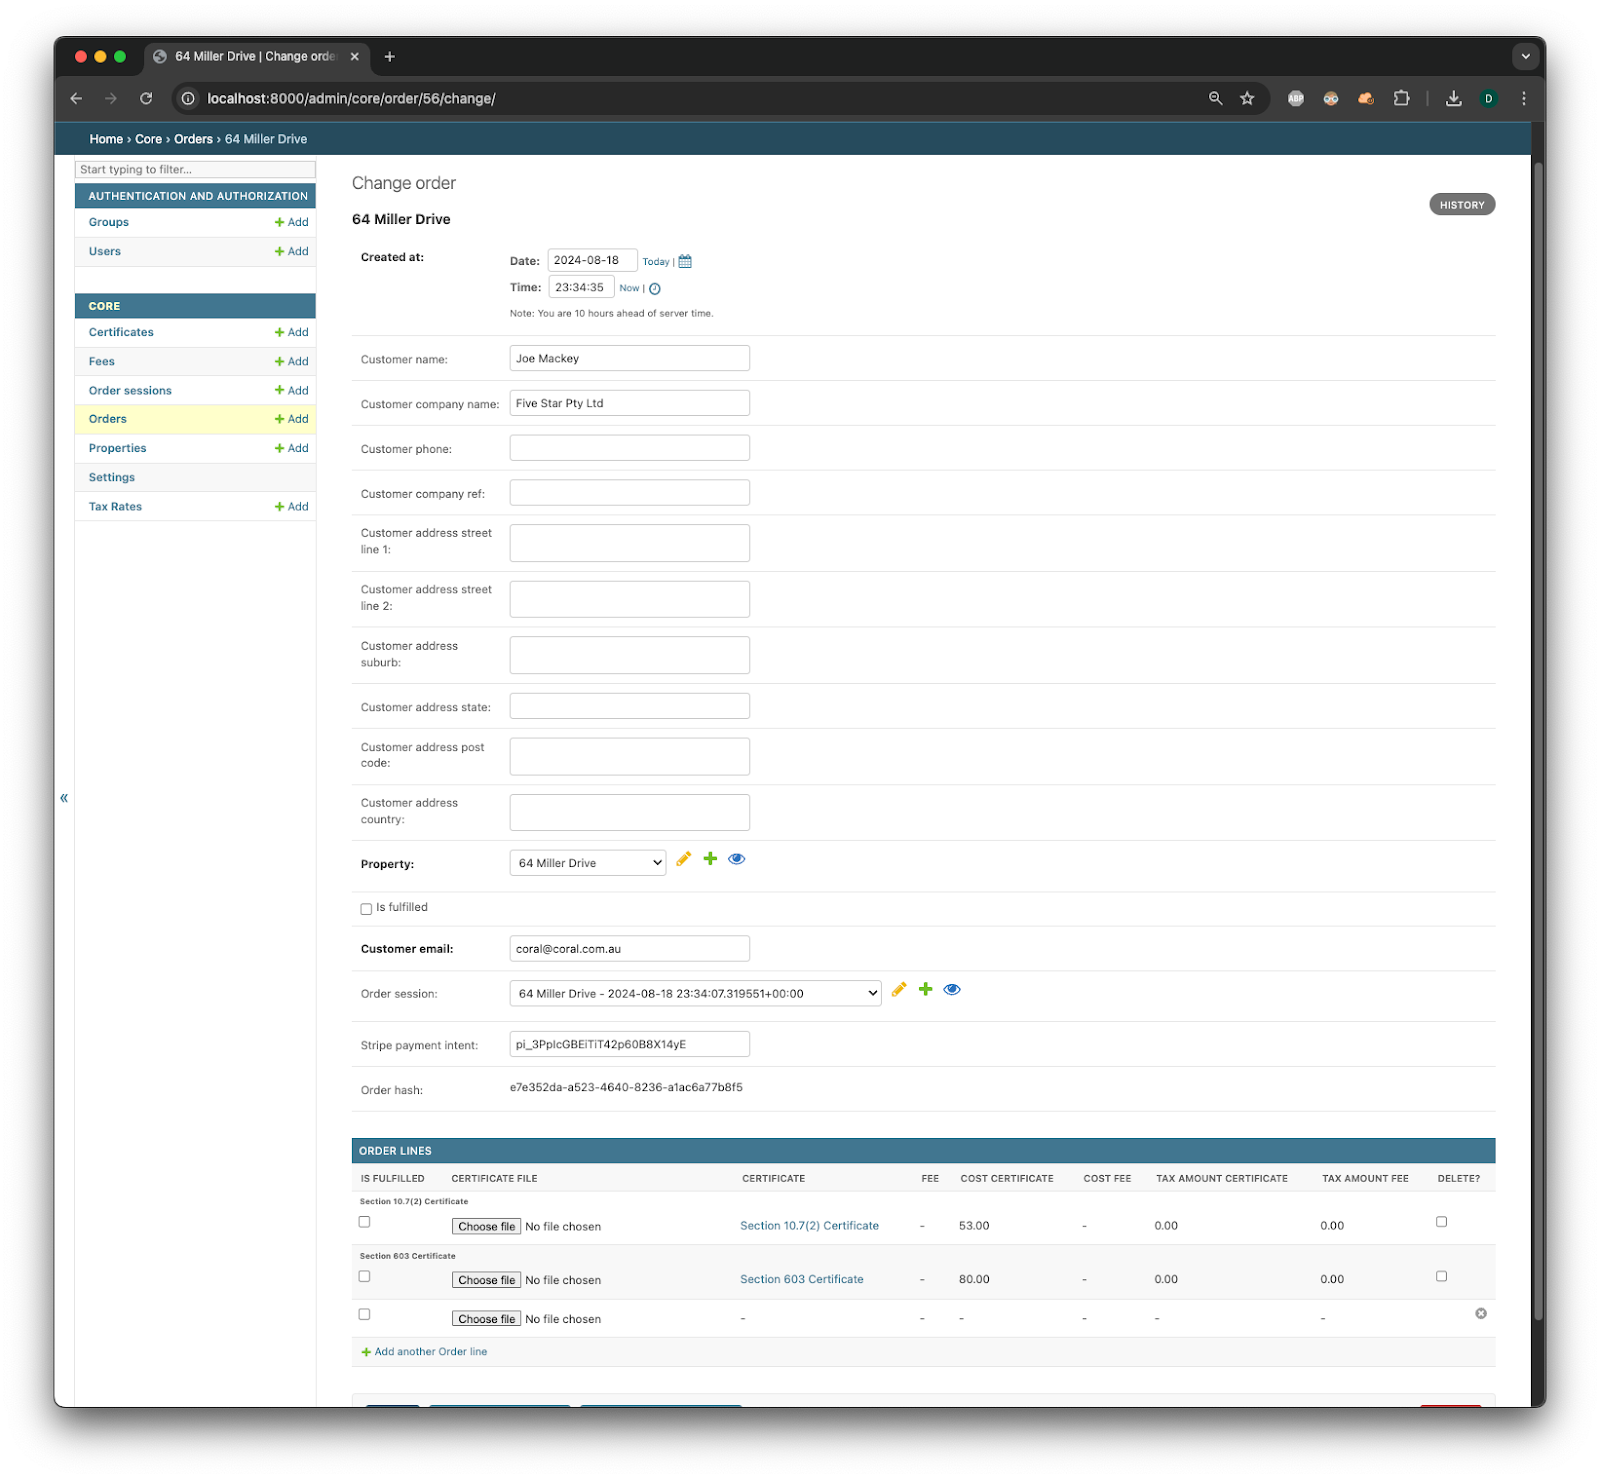 64 Miller Drive | Change orde
localhost:8000/admin/core/order/56/change/
ABP
D
Home › Core › Orders › 64 Miller Drive
Start typing to filter...
AUTHENTICATION AND AUTHORIZATION
Groups + Add
Users + Add
CORE
Certificates + Add
Fees + Add
Order sessions + Add
Orders + Add
Properties + Add
Settings
Tax Rates + Add
«
Change order
HISTORY
64 Miller Drive
Created at:
Date: 2024-08-18 Today |
Time: 23:34:35 Now |
Note: You are 10 hours ahead of server time.
Customer name: Joe Mackey
Customer company name: Five Star Pty Ltd
Customer phone:
Customer company ref:
Customer address street
line 1:
Customer address street
line 2:
Customer address
suburb:
Customer address state:
Customer address post
code:
Customer address
country:
Property: 64 Miller Drive
Is fulfilled
Customer email: coral@coral.com.au
Order session: 64 Miller Drive - 2024-08-18 23:34:07.319551+00:00
Stripe payment intent: pi_3PplcGBEiTiT42p60B8X14yE
Order hash: e7e352da-a523-4640-8236-a1ac6a77b8f5
ORDER LINES
IS FULFILLED CERTIFICATE FILE CERTIFICATE FEE COST CERTIFICATE COST FEE TAX AMOUNT CERTIFICATE TAX AMOUNT FEE DELETE?
Section 10.7(2) Certificate
Choose file No file chosen Section 10.7(2) Certificate - 53.00 - 0.00 0.00
Section 603 Certificate
Choose file No file chosen Section 603 Certificate - 80.00 - 0.00 0.00
Choose file No file chosen - - - - - -
+ Add another Order line